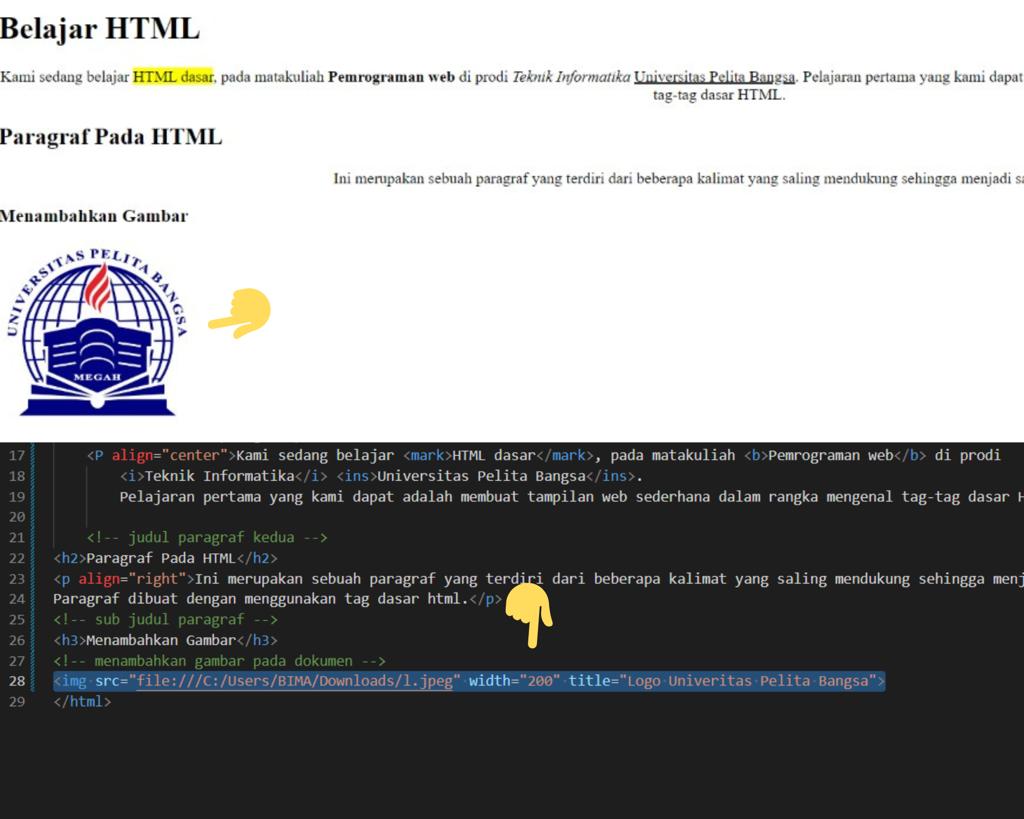 Belajar HTML
Kami sedang belajar HTML dasar, pada matakuliah Pemrograman web di prodi Teknik Informatika Universitas Pelita Bangsa. Pelajaran pertama yang kami dapat
tag-tag dasar HTML.
Paragraf Pada HTML
Ini merupakan sebuah paragraf yang terdiri dari beberapa kalimat yang saling mendukung sehingga menjadi sa
Menambahkan Gambar
UNIVERSITAS PELITA BANGSA
MEGAH
17 <P align="center">Kami sedang belajar <mark>HTML dasar</mark>, pada matakuliah <b>Pemrograman web</b> di prodi
18 <i>Teknik Informatika</i> <ins>Universitas Pelita Bangsa</ins>.
19 Pelajaran pertama yang kami dapat adalah membuat tampilan web sederhana dalam rangka mengenal tag-tag dasar H
20
21 <!-- judul paragraf kedua -->
22 <h2>Paragraf Pada HTML</h2>
23 <p align="right">Ini merupakan sebuah paragraf yang terdiri dari beberapa kalimat yang saling mendukung sehingga menj
24 Paragraf dibuat dengan menggunakan tag dasar html.</p>
25 <!-- sub judul paragraf -->
26 <h3>Menambahkan Gambar</h3>
27 <!-- menambahkan gambar pada dokumen -->
28 <img src="file:///C:/Users/BIMA/Downloads/l.jpeg" width="200" title="Logo Univeritas Pelita Bangsa">
29 </html>